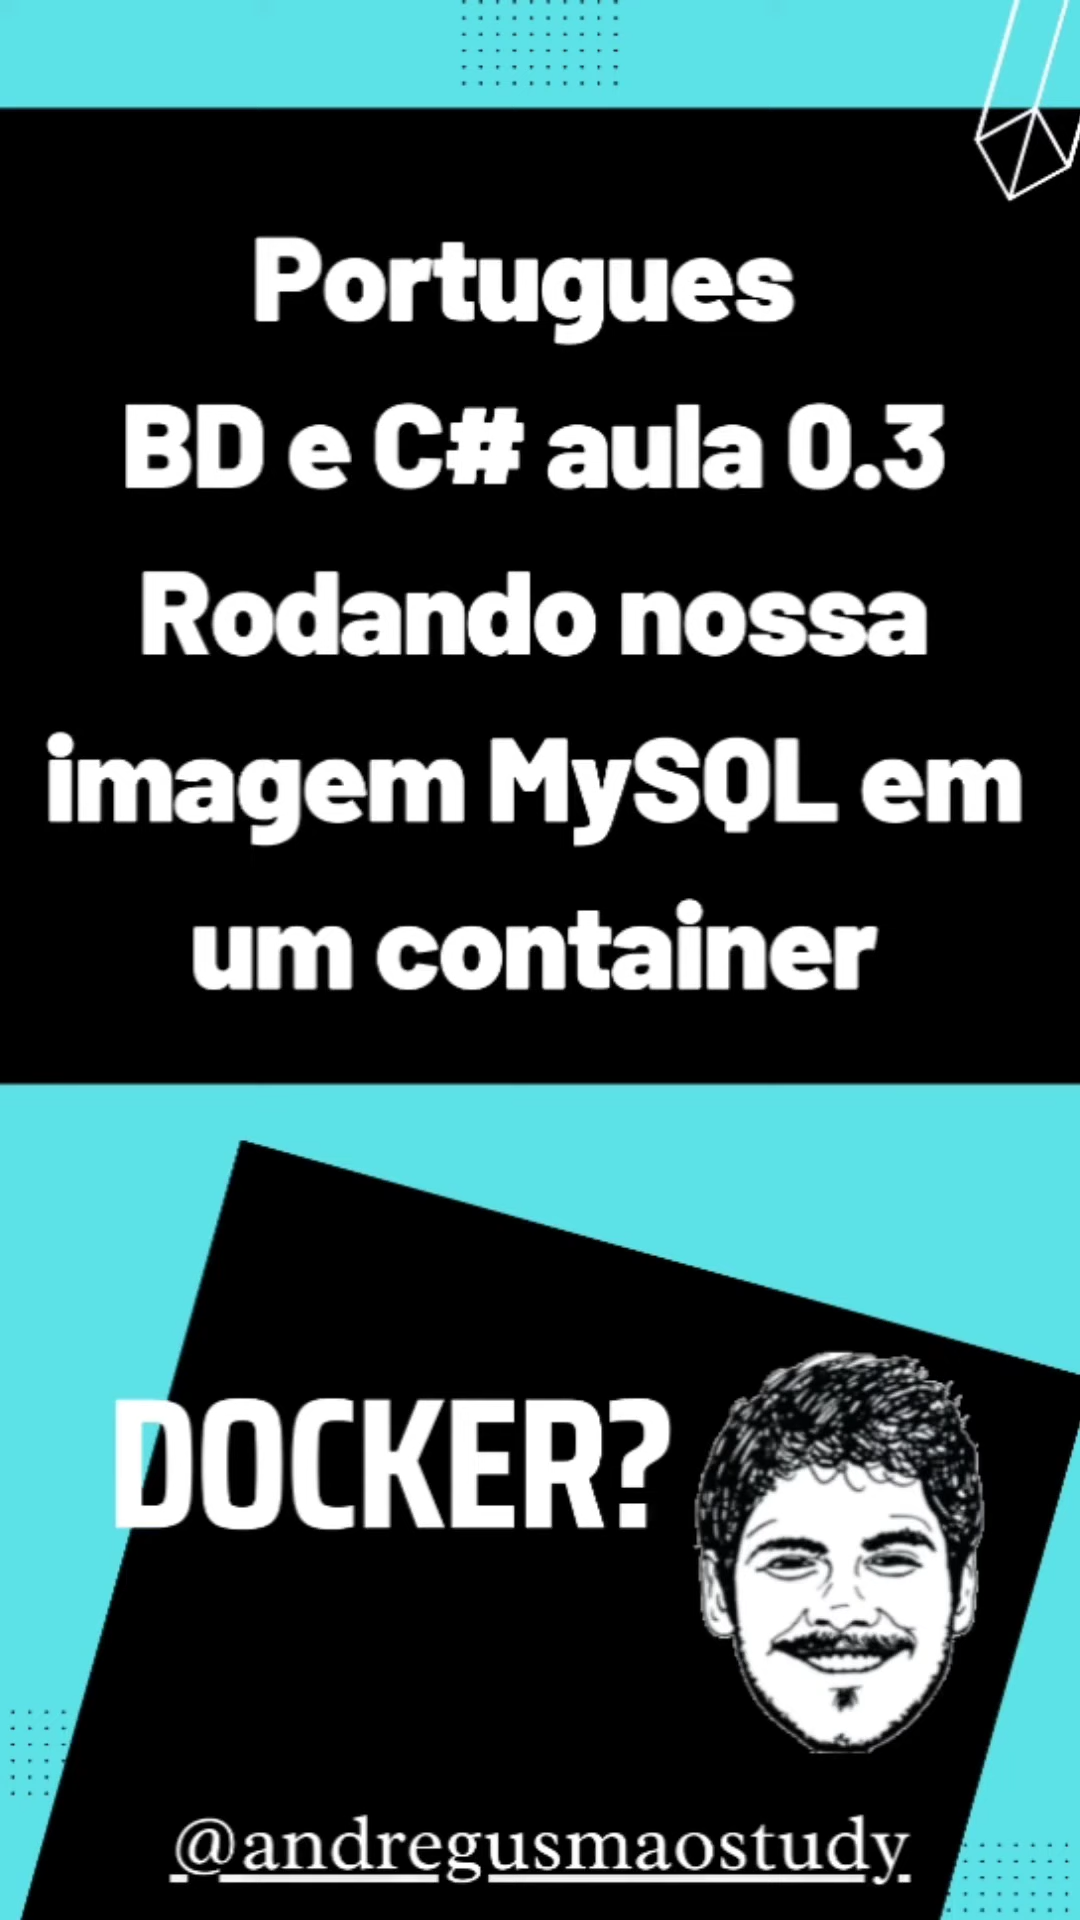 Portugues
BD e C# aula 0.3
Rodando nossa
imagem MySQL em
um container
DOCKER?
@andregusmaostudy